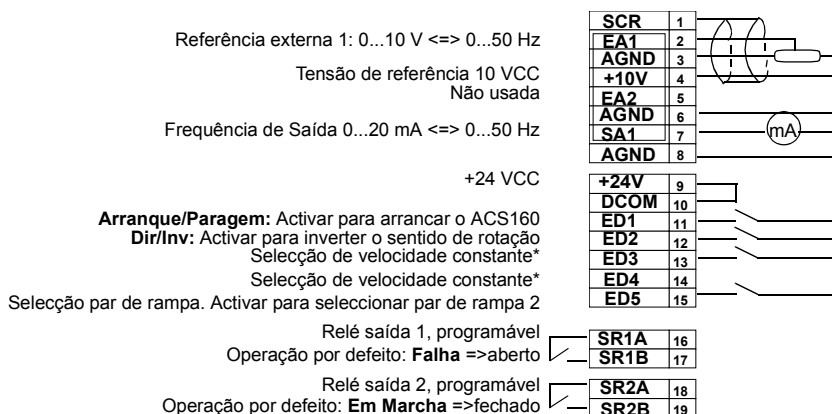 SCR 1
Referência externa 1: 0...10 V <=> 0...50 Hz EA1 2
AGND 3
Tensão de referência 10 VCC +10V 4
Não usada EA2 5
AGND 6
Frequência de Saída 0...20 mA <=> 0...50 Hz SA1 7
mA
AGND 8
+24 VCC +24V 9
DCOM 10
Arranque/Paragem: Activar para arrancar o ACS160 ED1 11
Dir/Inv: Activar para inverter o sentido de rotação ED2 12
Selecção de velocidade constante* ED3 13
Selecção de velocidade constante* ED4 14
Selecção par de rampa. Activar para seleccionar par de rampa 2 ED5 15
Relé saída 1, programável SR1A 16
Operação por defeito: Falha =>aberto SR1B 17
Relé saída 2, programável SR2A 18
Operação por defeito: Em Marcha =>fechado SR2B 19